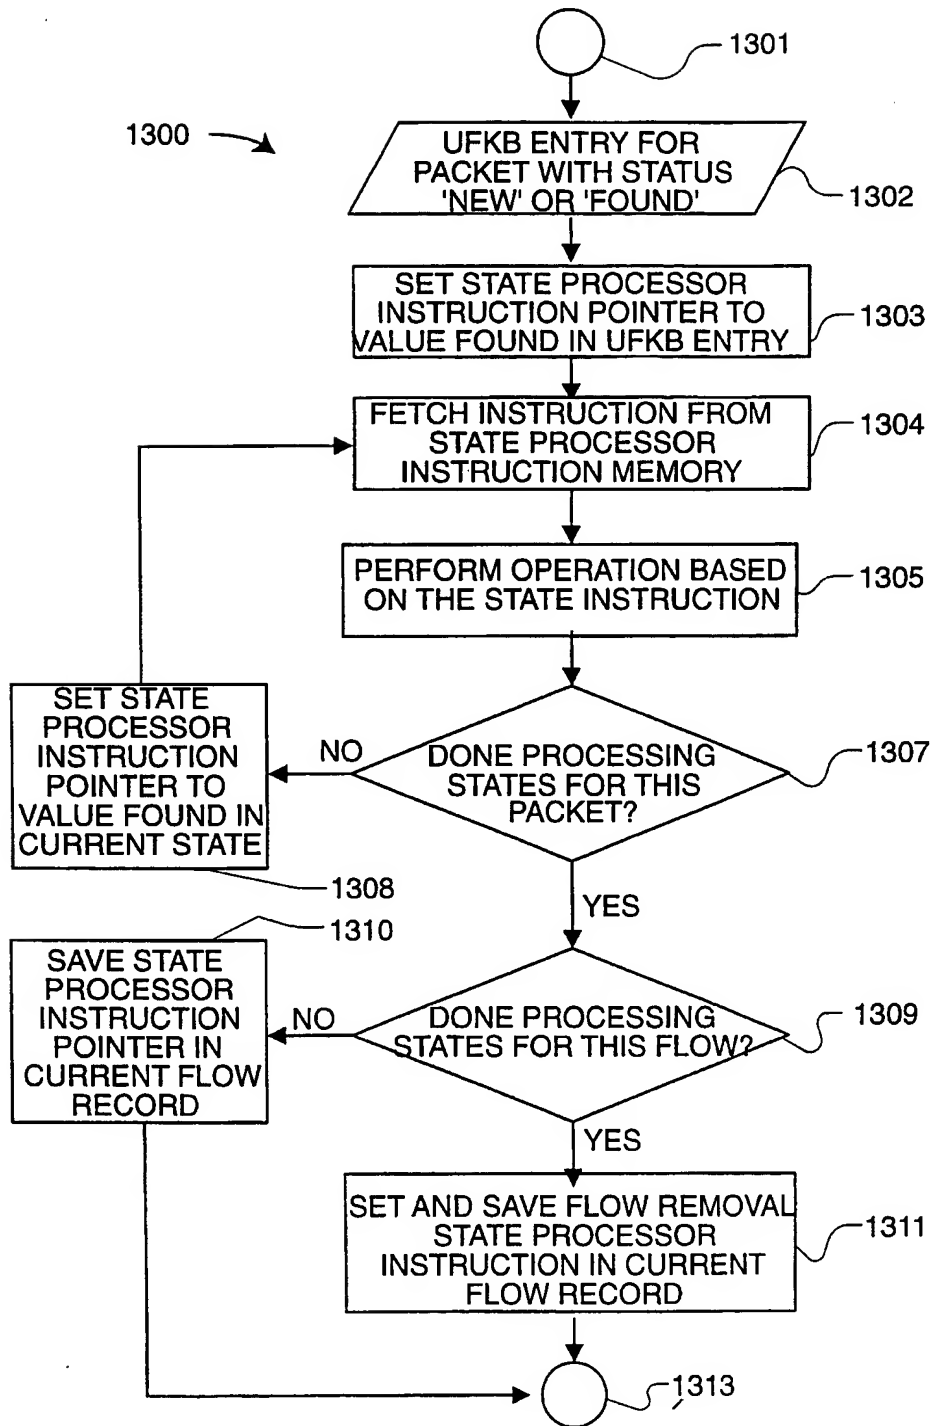 1301
1300
UFKB ENTRY FOR
PACKET WITH STATUS
'NEW' OR 'FOUND'
1302
SET STATE PROCESSOR
INSTRUCTION POINTER TO
VALUE FOUND IN UFKB ENTRY
1303
FETCH INSTRUCTION FROM
STATE PROCESSOR
INSTRUCTION MEMORY
1304
PERFORM OPERATION BASED
ON THE STATE INSTRUCTION
1305
SET STATE
PROCESSOR
INSTRUCTION
POINTER TO
VALUE FOUND IN
CURRENT STATE
1308
NO
DONE PROCESSING
STATES FOR THIS
PACKET?
1307
YES
1310
SAVE STATE
PROCESSOR
INSTRUCTION
POINTER IN
CURRENT FLOW
RECORD
NO
DONE PROCESSING
STATES FOR THIS FLOW?
1309
YES
SET AND SAVE FLOW REMOVAL
STATE PROCESSOR
INSTRUCTION IN CURRENT
FLOW RECORD
1311
1313